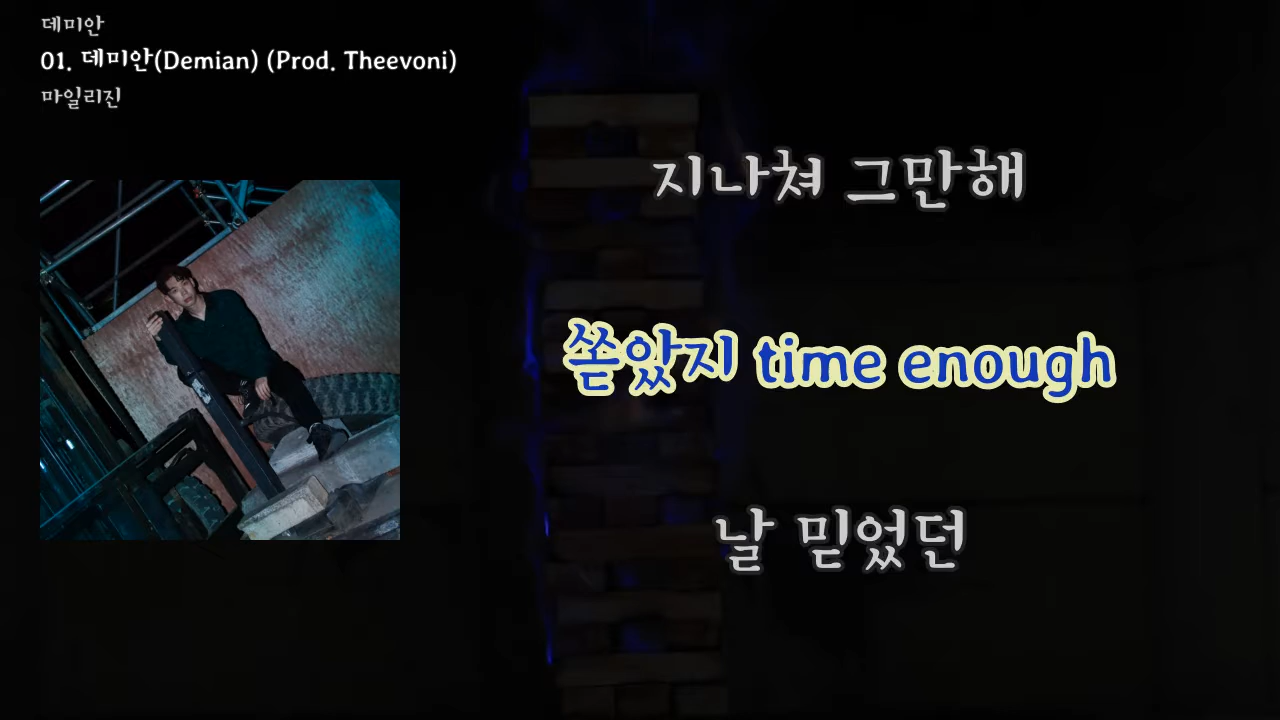 데미안
01. 데미안(Demian) (Prod. Theevoni)
마일리진
지나쳐 그만해
쏟았지 time enough
날 믿었던